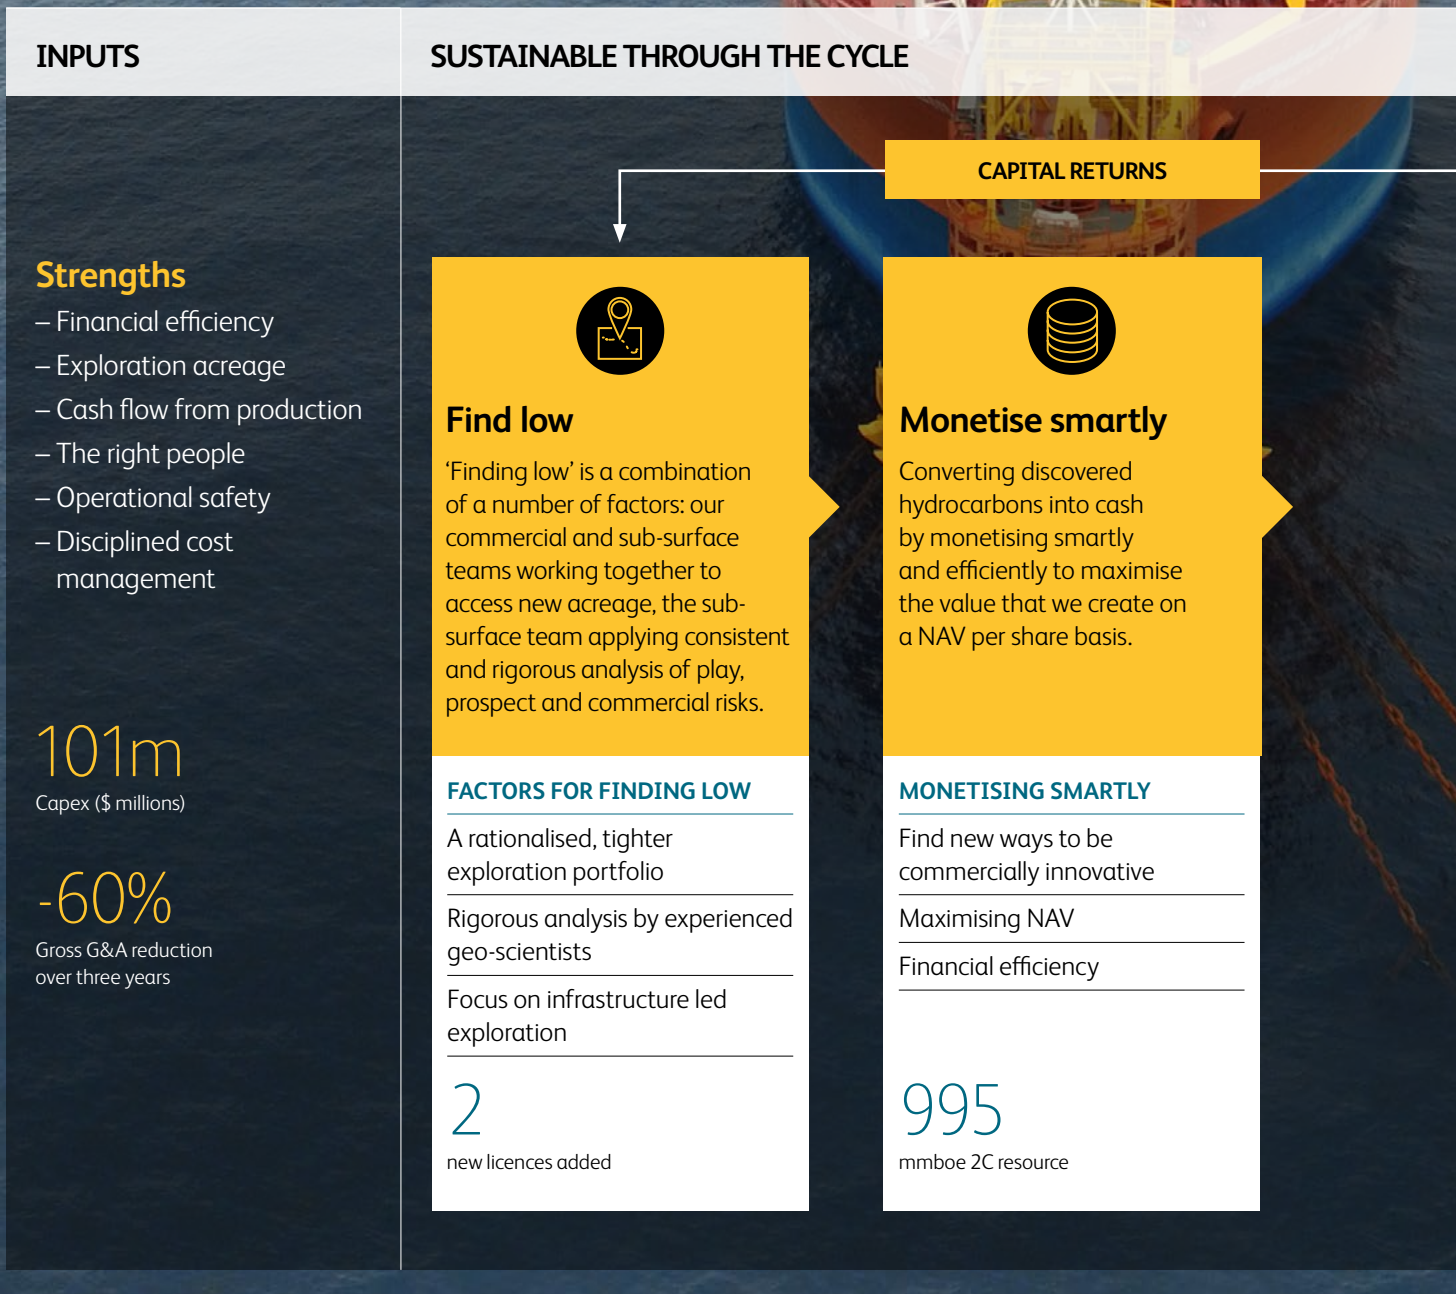 INPUTS
SUSTAINABLE THROUGH THE CYCLE
CAPITAL RETURNS
Strengths
– Financial efficiency
– Exploration acreage
– Cash flow from production
– The right people
– Operational safety
– Disciplined cost
management
101m
Capex ($ millions)
-60%
Gross G&A reduction
over three years
Find low
‘Finding low’ is a combination
of a number of factors: our
commercial and sub-surface
teams working together to
access new acreage, the sub-
surface team applying consistent
and rigorous analysis of play,
prospect and commercial risks.
FACTORS FOR FINDING LOW
A rationalised, tighter
exploration portfolio
Rigorous analysis by experienced
geo-scientists
Focus on infrastructure led
exploration
2
new licences added
Monetise smartly
Converting discovered
hydrocarbons into cash
by monetising smartly
and efficiently to maximise
the value that we create on
a NAV per share basis.
MONETISING SMARTLY
Find new ways to be
commercially innovative
Maximising NAV
Financial efficiency
995
mmboe 2C resource